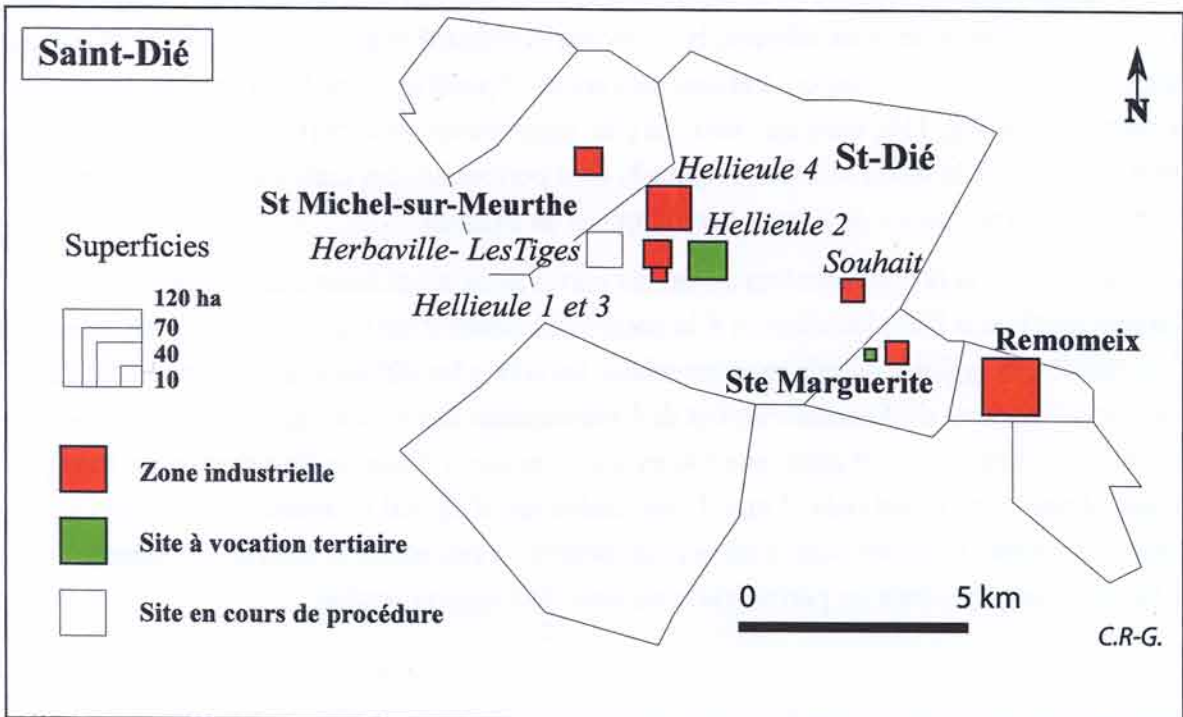 Saint-Dié
N
St-Dié
Hellieule 4
St Michel-sur-Meurthe
Hellieule 2
Herbaville- LesTiges
Souhait
Hellieule 1 et 3
Superficies
120 ha
70
40
10
Remomeix
Ste Marguerite
Zone industrielle
Site à vocation tertiaire
Site en cours de procédure
0 5 km
C.R-G.